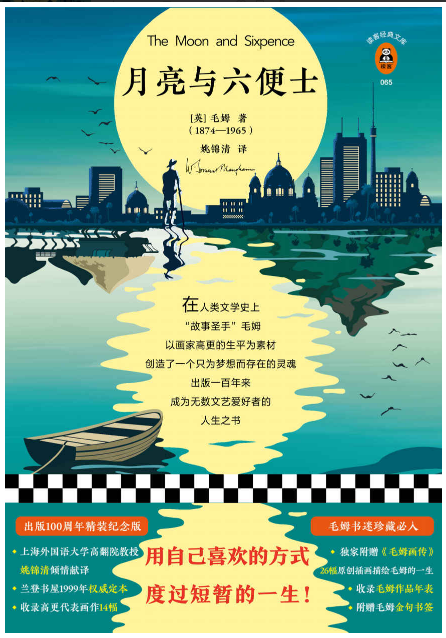 The Moon and Sixpence
月亮与六便士
[英] 毛姆 著
(1874—1965)
姚锦清 译
W. Somerset Maugham
读客经典文库
读客
065
在人类文学史上
“故事圣手”毛姆
以画家高更的生平为素材
创造了一个只为梦想而存在的灵魂
出版一百年来
成为无数文艺爱好者的
人生之书
出版100周年精装纪念版
• 上海外国语大学高翻院教授
姚锦清倾情献译
• 兰登书屋1999年权威定本
• 收录高更代表画作14幅
用自己喜欢的方式
度过短暂的一生!
毛姆书迷珍藏必入
• 独家附赠《毛姆画传》
26幅原创插画描绘毛姆的一生
• 收录毛姆作品年表
• 附赠毛姆金句书签